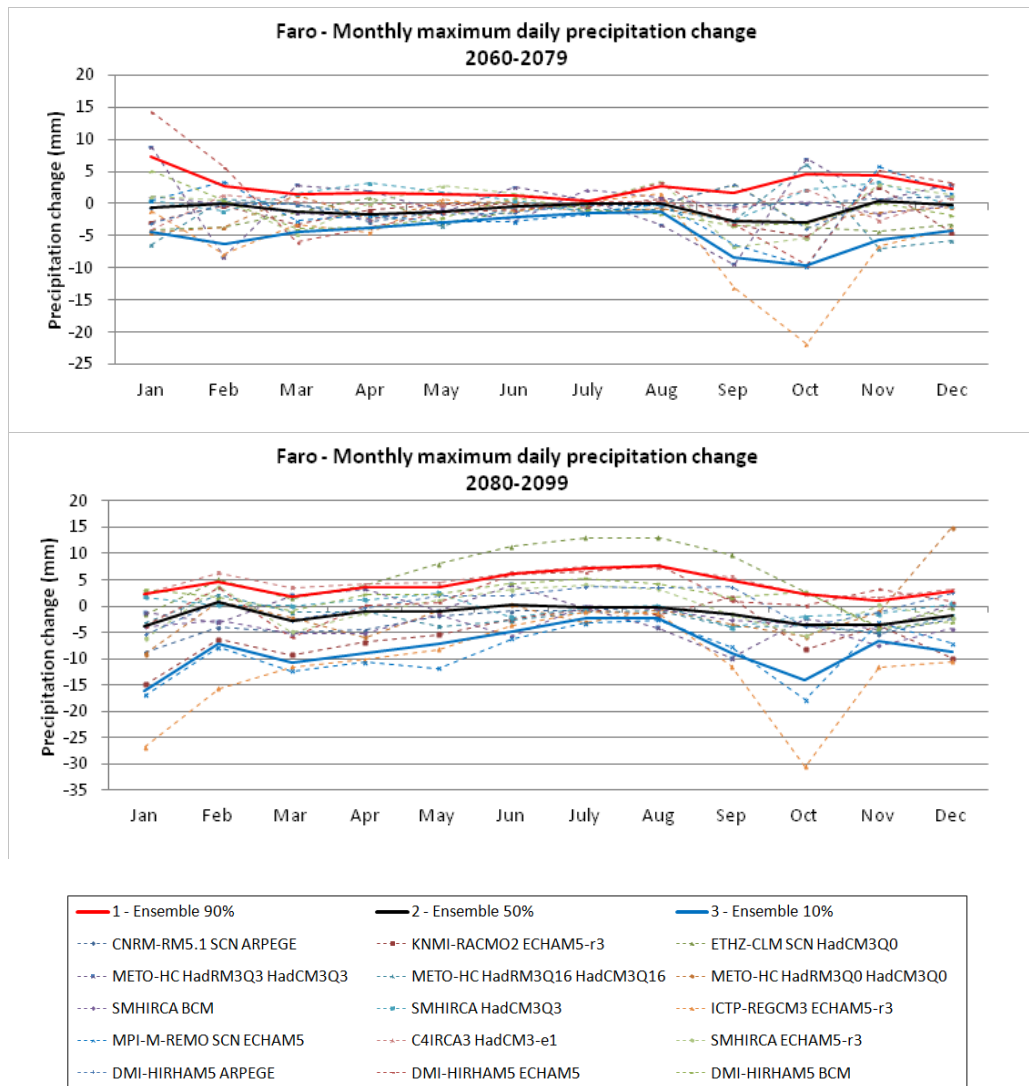 Faro - Monthly maximum daily precipitation change
2060-2079
Precipitation change (mm)
20
15
10
5
0
-5
-10
-15
-20
-25
Jan Feb Mar Apr May Jun July Aug Sep Oct Nov Dec
Faro - Monthly maximum daily precipitation change
2080-2099
Precipitation change (mm)
20
15
10
5
0
-5
-10
-15
-20
-25
-30
-35
Jan Feb Mar Apr May Jun July Aug Sep Oct Nov Dec
1 - Ensemble 90% 2 - Ensemble 50% 3 - Ensemble 10%
CNRM-RM5.1 SCN ARPEGE KNMI-RACMO2 ECHAM5-r3 ETHZ-CLM SCN HadCM3Q0
METO-HC HadRM3Q3 HadCM3Q3 METO-HC HadRM3Q16 HadCM3Q16 METO-HC HadRM3Q0 HadCM3Q0
SMHIRCA BCM SMHIRCA HadCM3Q3 ICTP-REGCM3 ECHAM5-r3
MPI-M-REMO SCN ECHAM5 C4IRCA3 HadCM3-e1 SMHIRCA ECHAM5-r3
DMI-HIRHAM5 ARPEGE DMI-HIRHAM5 ECHAM5 DMI-HIRHAM5 BCM